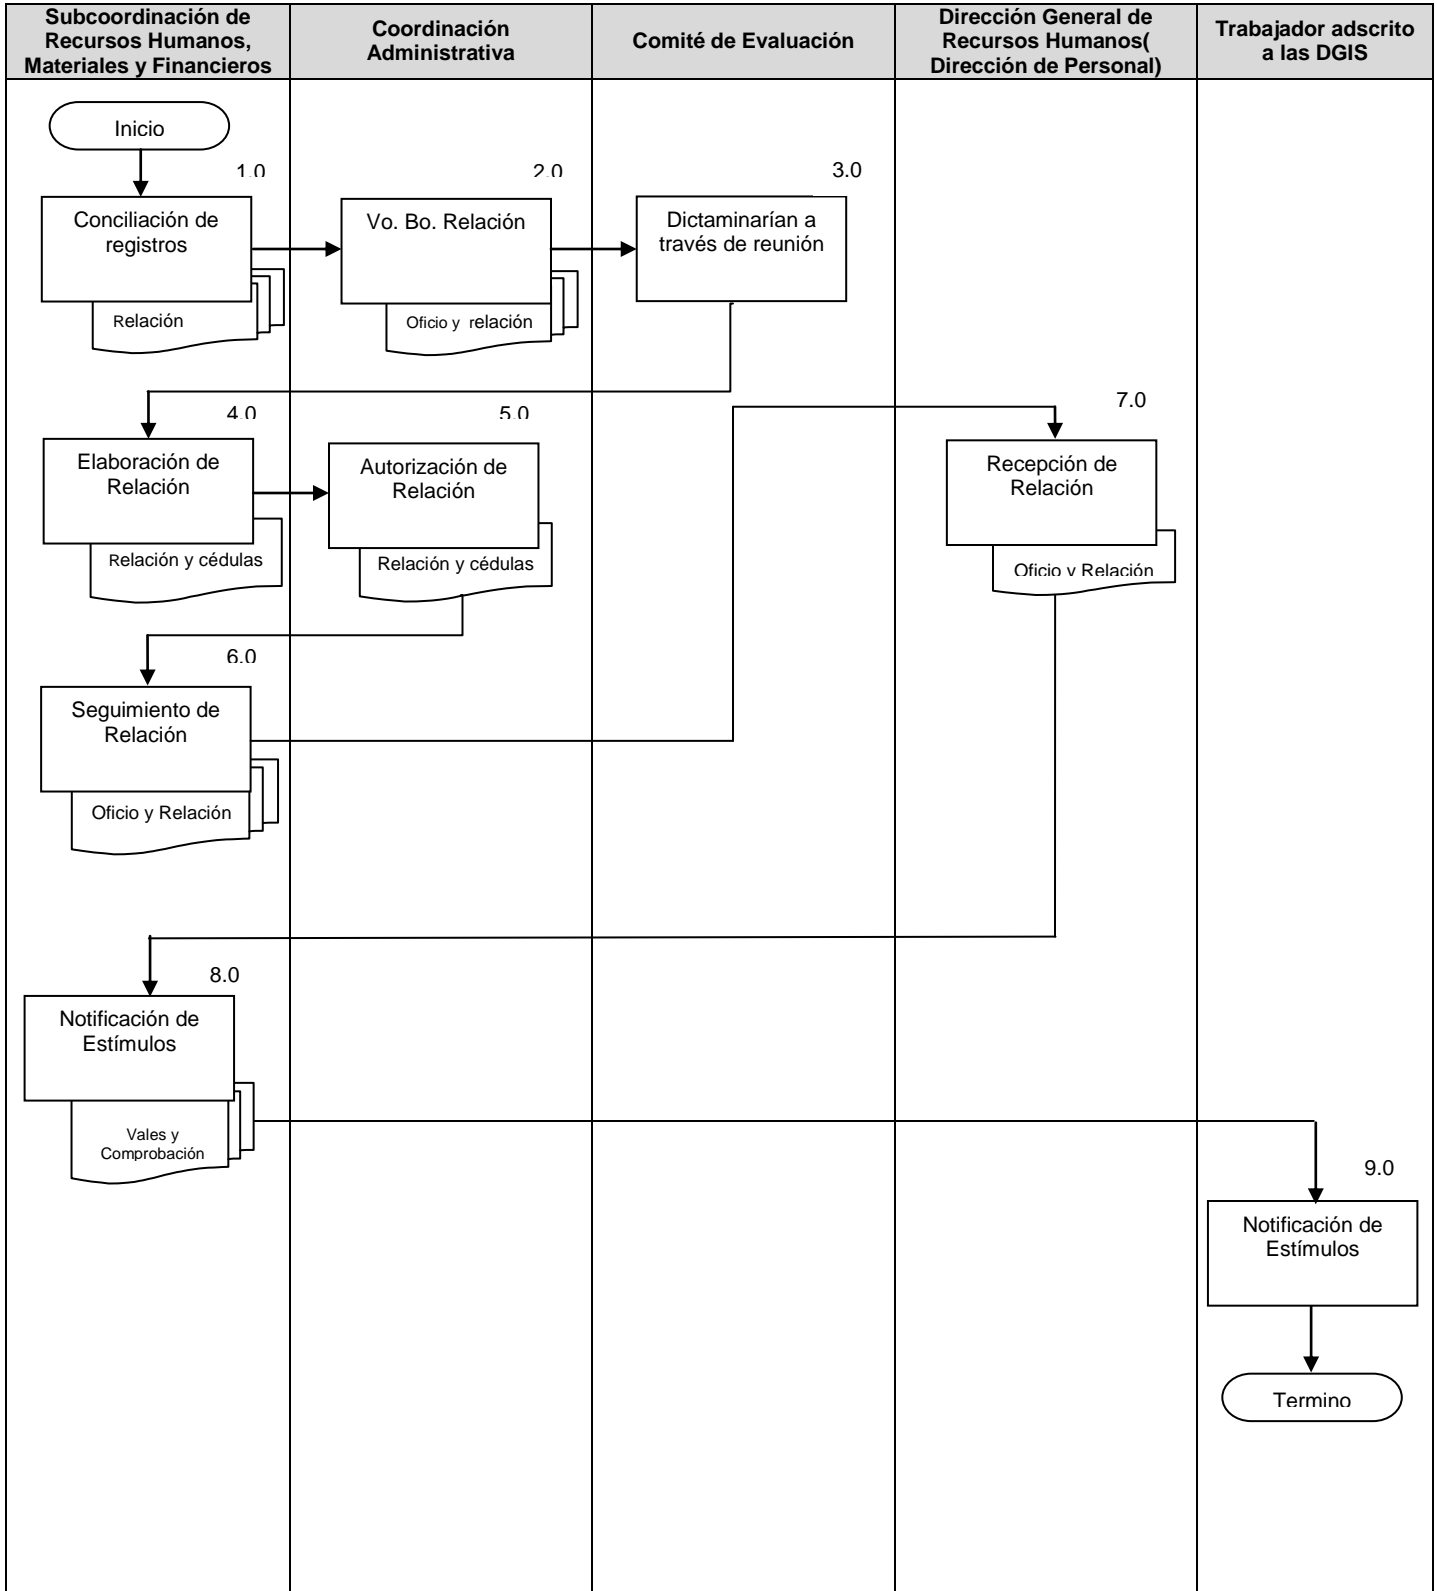 Subcoordinación de
Recursos Humanos,
Materiales y Financieros
Coordinación
Administrativa
Comité de Evaluación
Dirección General de
Recursos Humanos(
Dirección de Personal)
Trabajador adscrito
a las DGIS
Inicio
1.0
Conciliación de
registros
Relación
2.0
Vo. Bo. Relación
Oficio y relación
3.0
Dictaminarían a
través de reunión
4.0
Elaboración de
Relación
Relación y cédulas
5.0
Autorización de
Relación
Relación y cédulas
6.0
Seguimiento de
Relación
Oficio y Relación
7.0
Recepción de
Relación
Oficio y Relación
8.0
Notificación de
Estímulos
Vales y
Comprobación
9.0
Notificación de
Estímulos
Termino